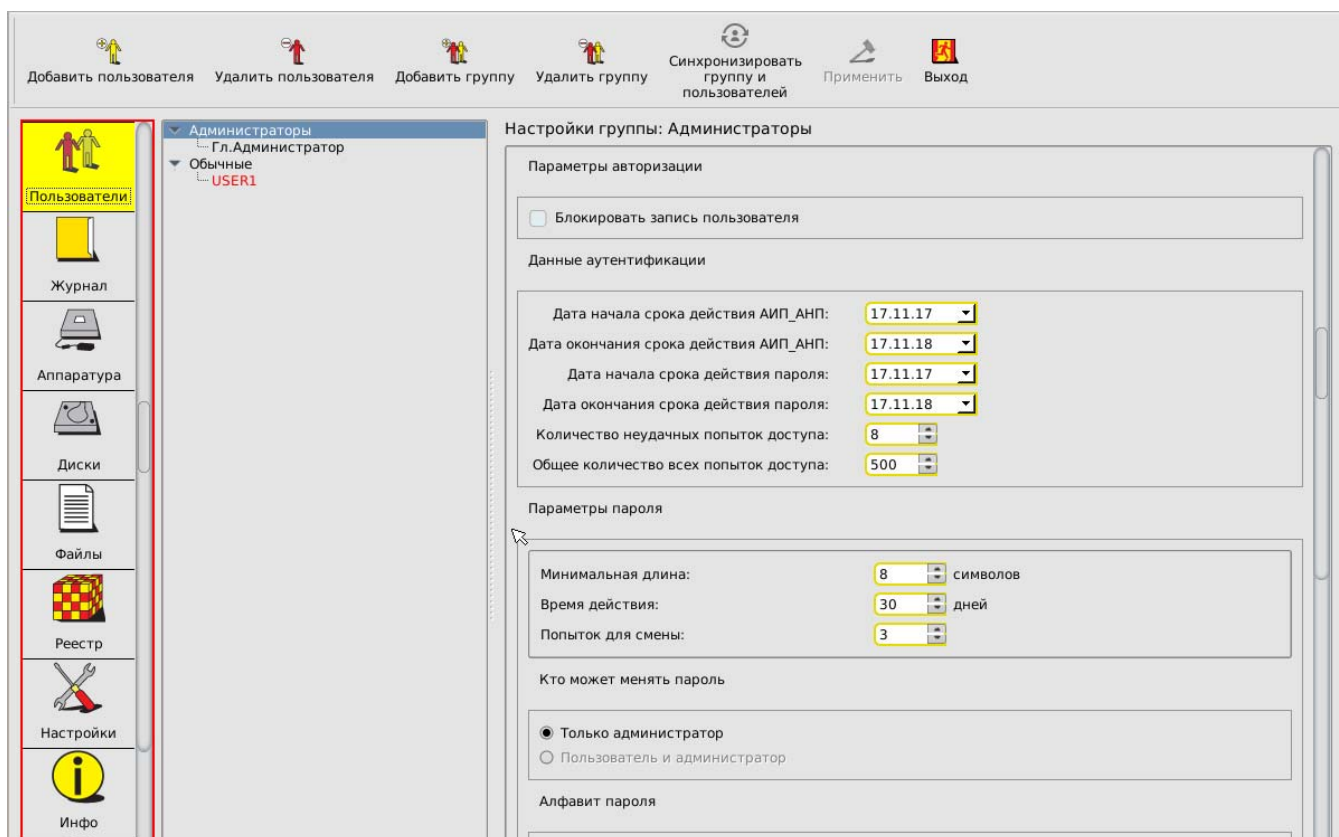 Добавить пользователя
Удалить пользователя
Добавить группу
Удалить группу
Синхронизировать
группу и
пользователей
Применить
Выход
Пользователи
Журнал
Аппаратура
Диски
Файлы
Реестр
Настройки
Инфо
Администраторы
Гл.Администратор
Обычные
USER1
Настройки группы: Администраторы
Параметры авторизации
Блокировать запись пользователя
Данные аутентификации
Дата начала срока действия АИП_АНП: 17.11.17
Дата окончания срока действия АИП_АНП: 17.11.18
Дата начала срока действия пароля: 17.11.17
Дата окончания срока действия пароля: 17.11.18
Количество неудачных попыток доступа: 8
Общее количество всех попыток доступа: 500
Параметры пароля
Минимальная длина: 8 символов
Время действия: 30 дней
Попыток для смены: 3
Кто может менять пароль
Только администратор
Пользователь и администратор
Алфавит пароля